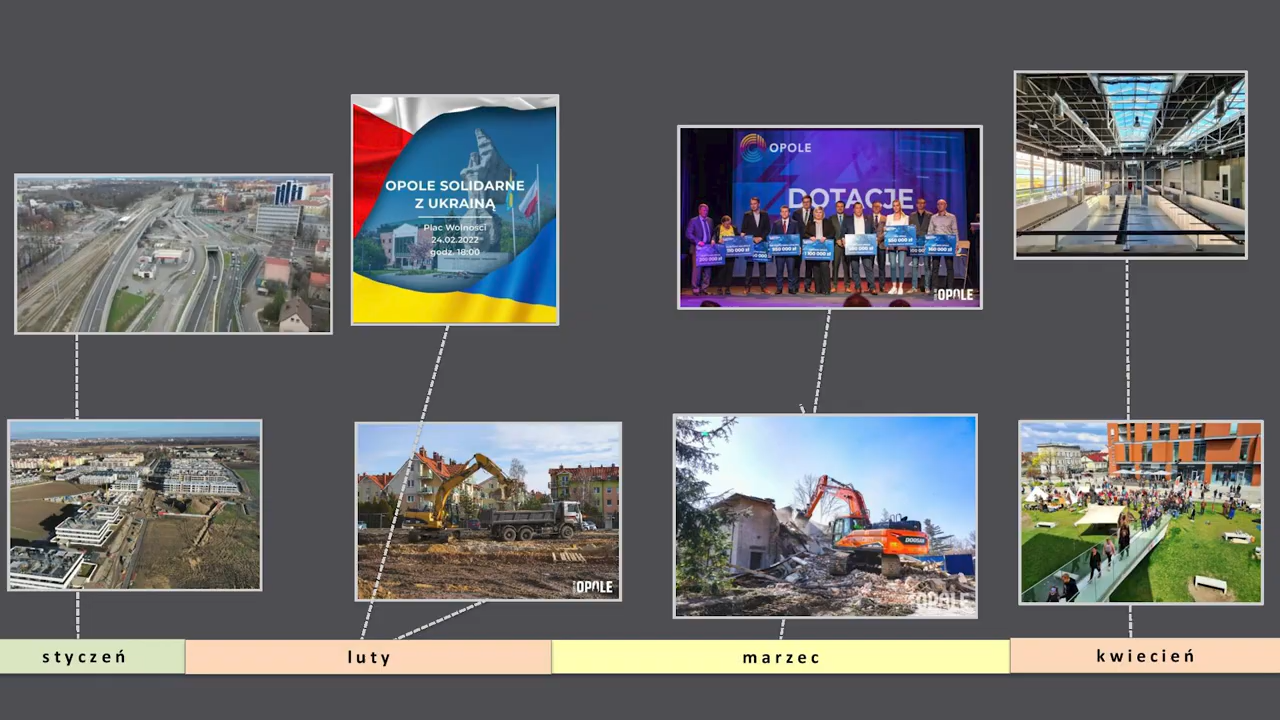 OPOLE SOLIDARNE
Z UKRAINĄ
Plac Wolności
24.02.2022
godz. 18:00
OPOLE
DOTACJE
OPOLE
OPOLE
DOOSAN
OPOLE
styczeń
luty
marzec
kwiecień